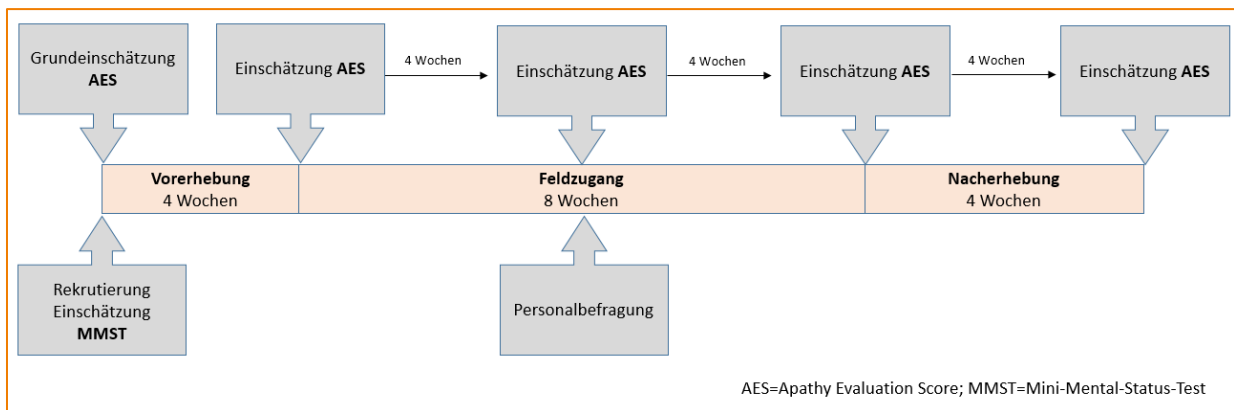 Grundeinschätzung
AES
Einschätzung AES
4 Wochen
Einschätzung AES
4 Wochen
Einschätzung AES
4 Wochen
Einschätzung AES
Vorerhebung
4 Wochen
Feldzugang
8 Wochen
Nacherhebung
4 Wochen
Rekrutierung
Einschätzung
MMST
Personalbefragung
AES=Apathy Evaluation Score; MMST=Mini-Mental-Status-Test